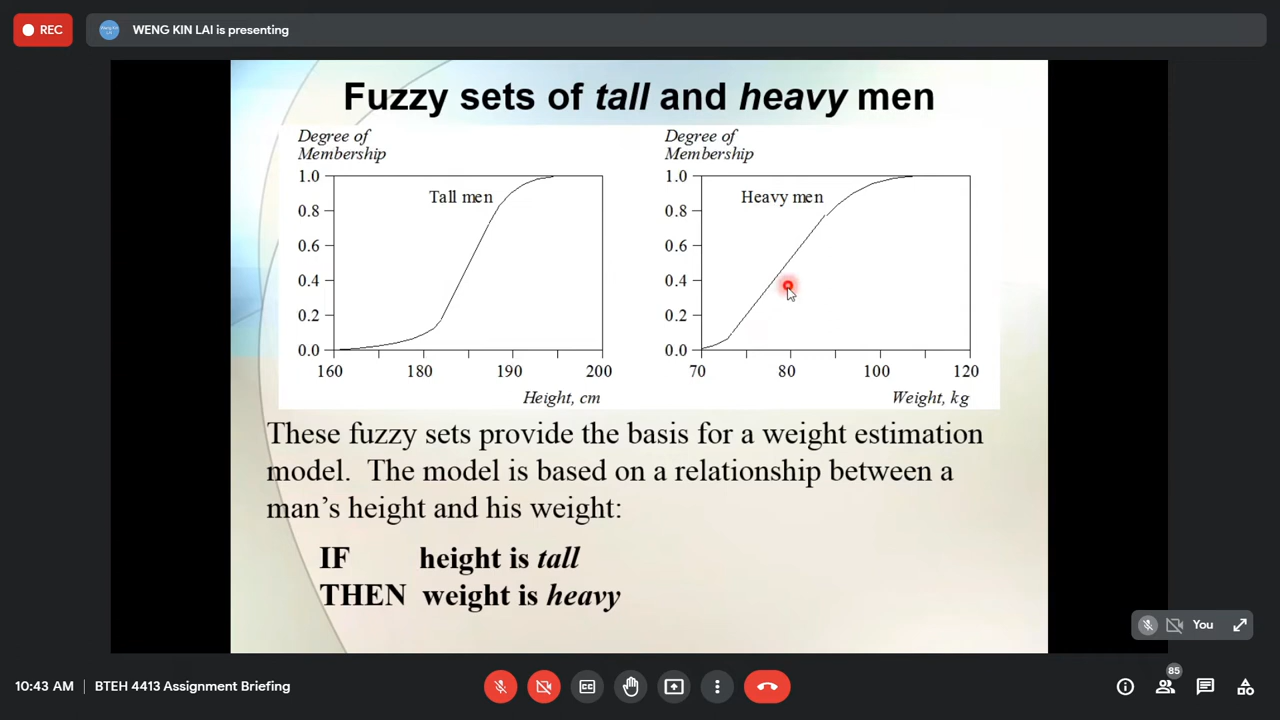 REC
WENG KIN LAI is presenting
Fuzzy sets of tall and heavy men
Degree of
Membership
1.0
0.8
0.6
0.4
0.2
0.0
Tall men
160 180 190 200
Height, cm
Degree of
Membership
1.0
0.8
0.6
0.4
0.2
0.0
Heavy men
70 80 100 120
Weight, kg
These fuzzy sets provide the basis for a weight estimation
model. The model is based on a relationship between a
man’s height and his weight:
IF height is tall
THEN weight is heavy
You
10:43 AM | BTEH 4413 Assignment Briefing
85